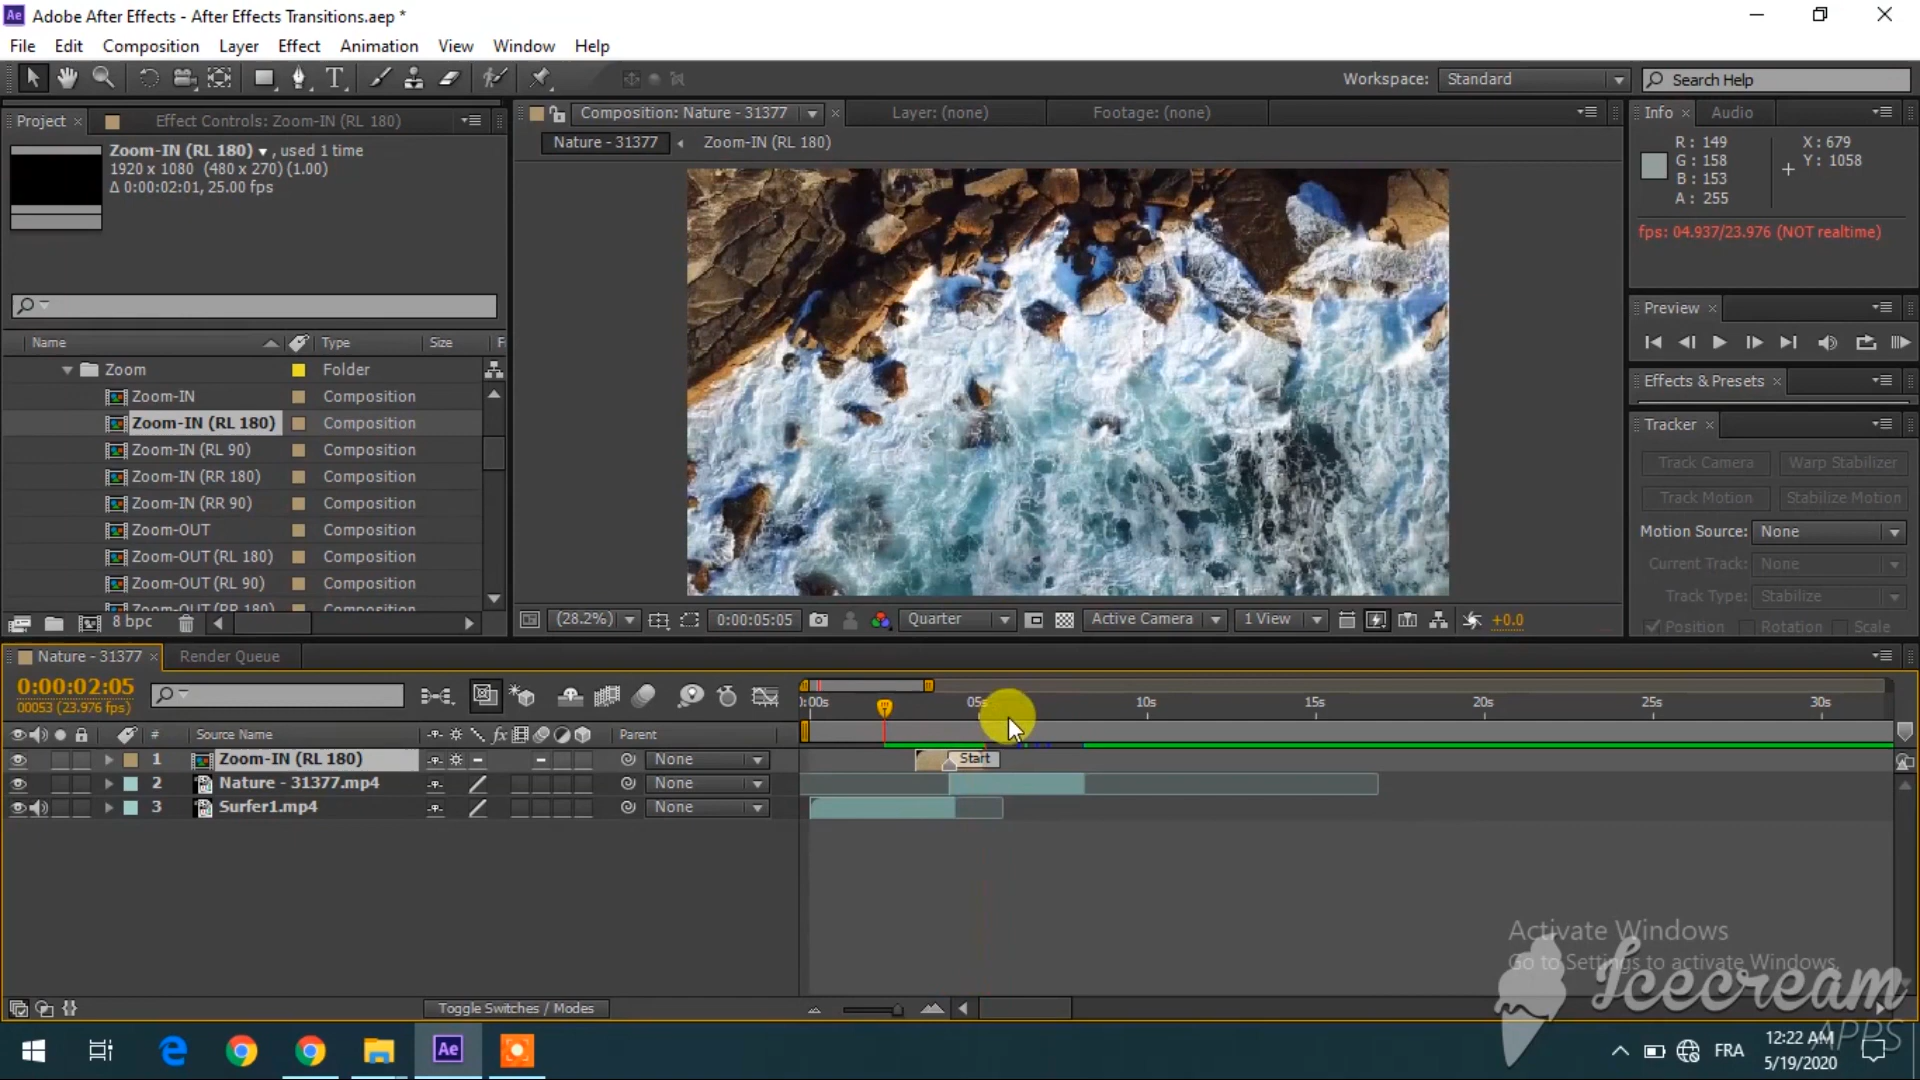 Ae Adobe After Effects - After Effects Transitions.aep *
File Edit Composition Layer Effect Animation View Window Help
Workspace: Standard Search Help
Project × Effect Controls: Zoom-IN (RL 180)
Zoom-IN (RL 180) , used 1 time
1920 x 1080 (480 x 270) (1.00)
Δ 0:00:02:01, 25.00 fps
Name Type Size F
Zoom Folder
Zoom-IN Composition
Zoom-IN (RL 180) Composition
Zoom-IN (RL 90) Composition
Zoom-IN (RR 180) Composition
Zoom-IN (RR 90) Composition
Zoom-OUT Composition
Zoom-OUT (RL 180) Composition
Zoom-OUT (RL 90) Composition
Zoom-OUT (RR 180) Composition
8 bpc
Composition: Nature - 31377 × Layer: (none) Footage: (none)
Nature - 31377 Zoom-IN (RL 180)
(28.2%) 0:00:05:05 Quarter Active Camera 1 View +0.0
Info × Audio
R: 149 X: 679
G: 158 Y: 1058
B: 153
A: 255
fps: 04.937/23.976 (NOT realtime)
Preview ×
Effects & Presets ×
Tracker ×
Track Camera Warp Stabilizer
Track Motion Stabilize Motion
Motion Source: None
Current Track: None
Track Type: Stabilize
Position Rotation Scale
Nature - 31377 × Render Queue
0:00:02:05
00053 (23.976 fps)
):00s 05s 10s 15s 20s 25s 30s
# Source Name fx Parent
1 Zoom-IN (RL 180) None Start
2 Nature - 31377.mp4 None
3 Surfer1.mp4 None
Toggle Switches / Modes
Activate Windows
Go to Settings to activate Windows.
Icecream
APPS
Ae FRA 12:22 AM
5/19/2020